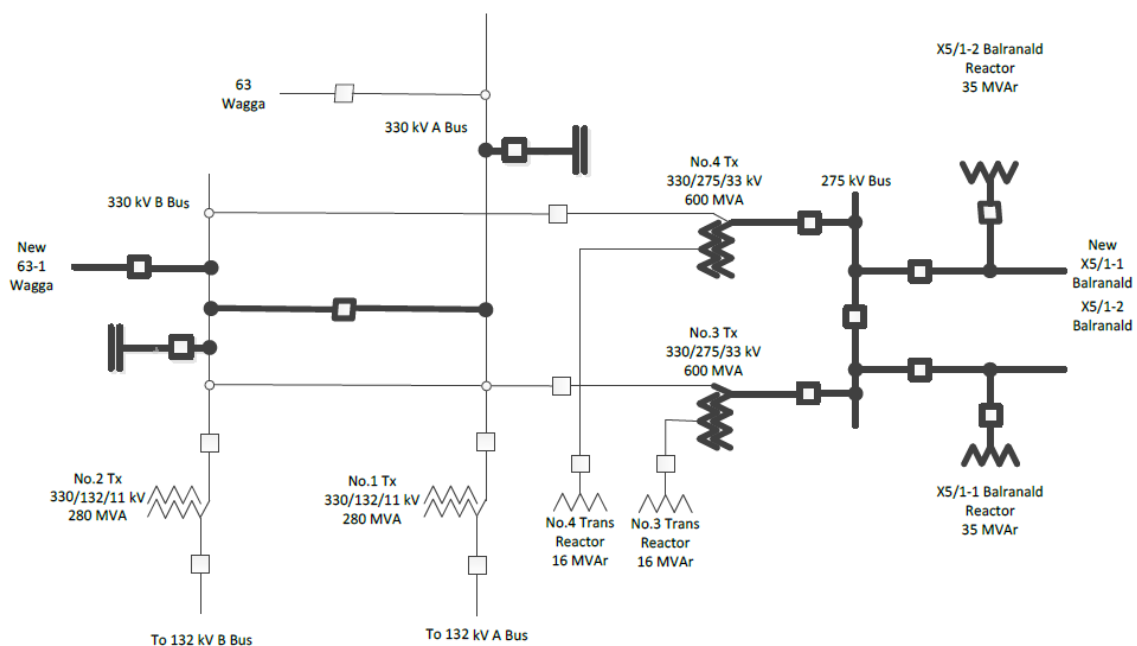 X5/1-2 Balranald
Reactor
35 MVAr
63
Wagga
330 kV A Bus
No.4 Tx
330/275/33 kV
600 MVA
275 kV Bus
330 kV B Bus
New
63-1
Wagga
New
X5/1-1
Balranald
X5/1-2
Balranald
No.3 Tx
330/275/33 kV
600 MVA
No.2 Tx
330/132/11 kV
280 MVA
No.1 Tx
330/132/11 kV
280 MVA
No.4 Trans
Reactor
16 MVAr
No.3 Trans
Reactor
16 MVAr
X5/1-1 Balranald
Reactor
35 MVAr
To 132 kV B Bus
To 132 kV A Bus